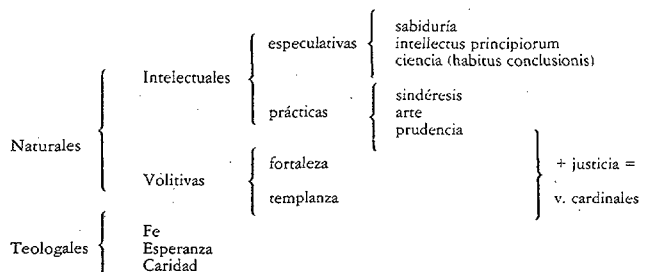 Naturales
Intelectuales
especulativas
sabiduría
intellectus principiorum
ciencia (habitus conclusionis)
prácticas
sindéresis
arte
prudencia
Volitivas
fortaleza
templanza
+ justicia =
v. cardinales
Teologales
Fe
Esperanza
Caridad